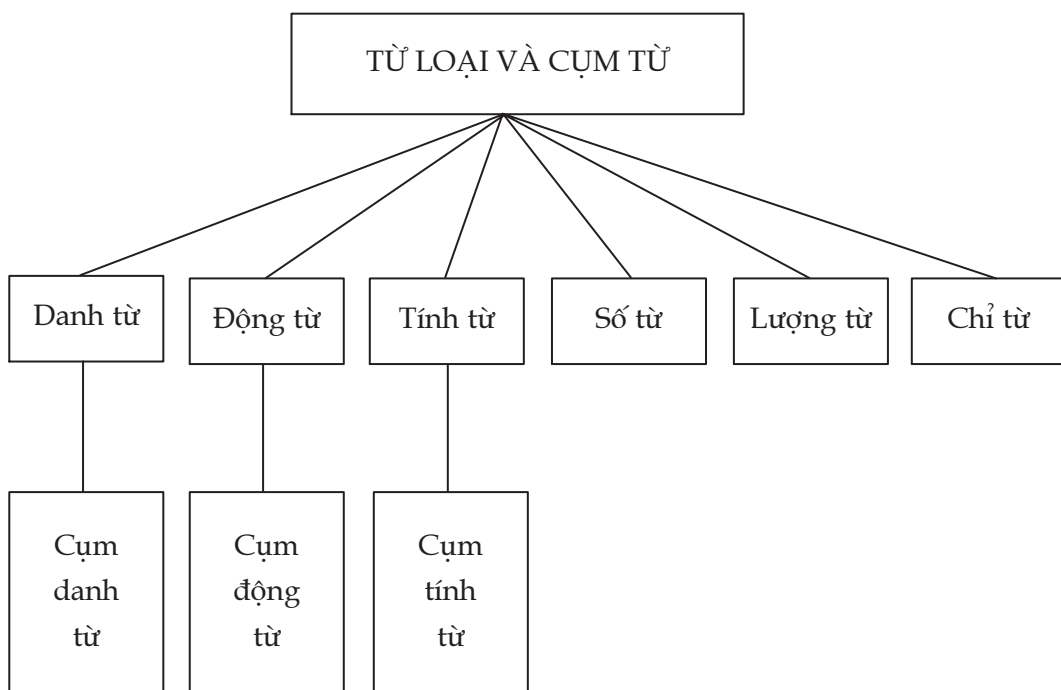 TỪ LOẠI VÀ CỤM TỪ
Danh từ
Động từ
Tính từ
Số từ
Lượng từ
Chỉ từ
Cụm
danh
từ
Cụm
động
từ
Cụm
tính
từ